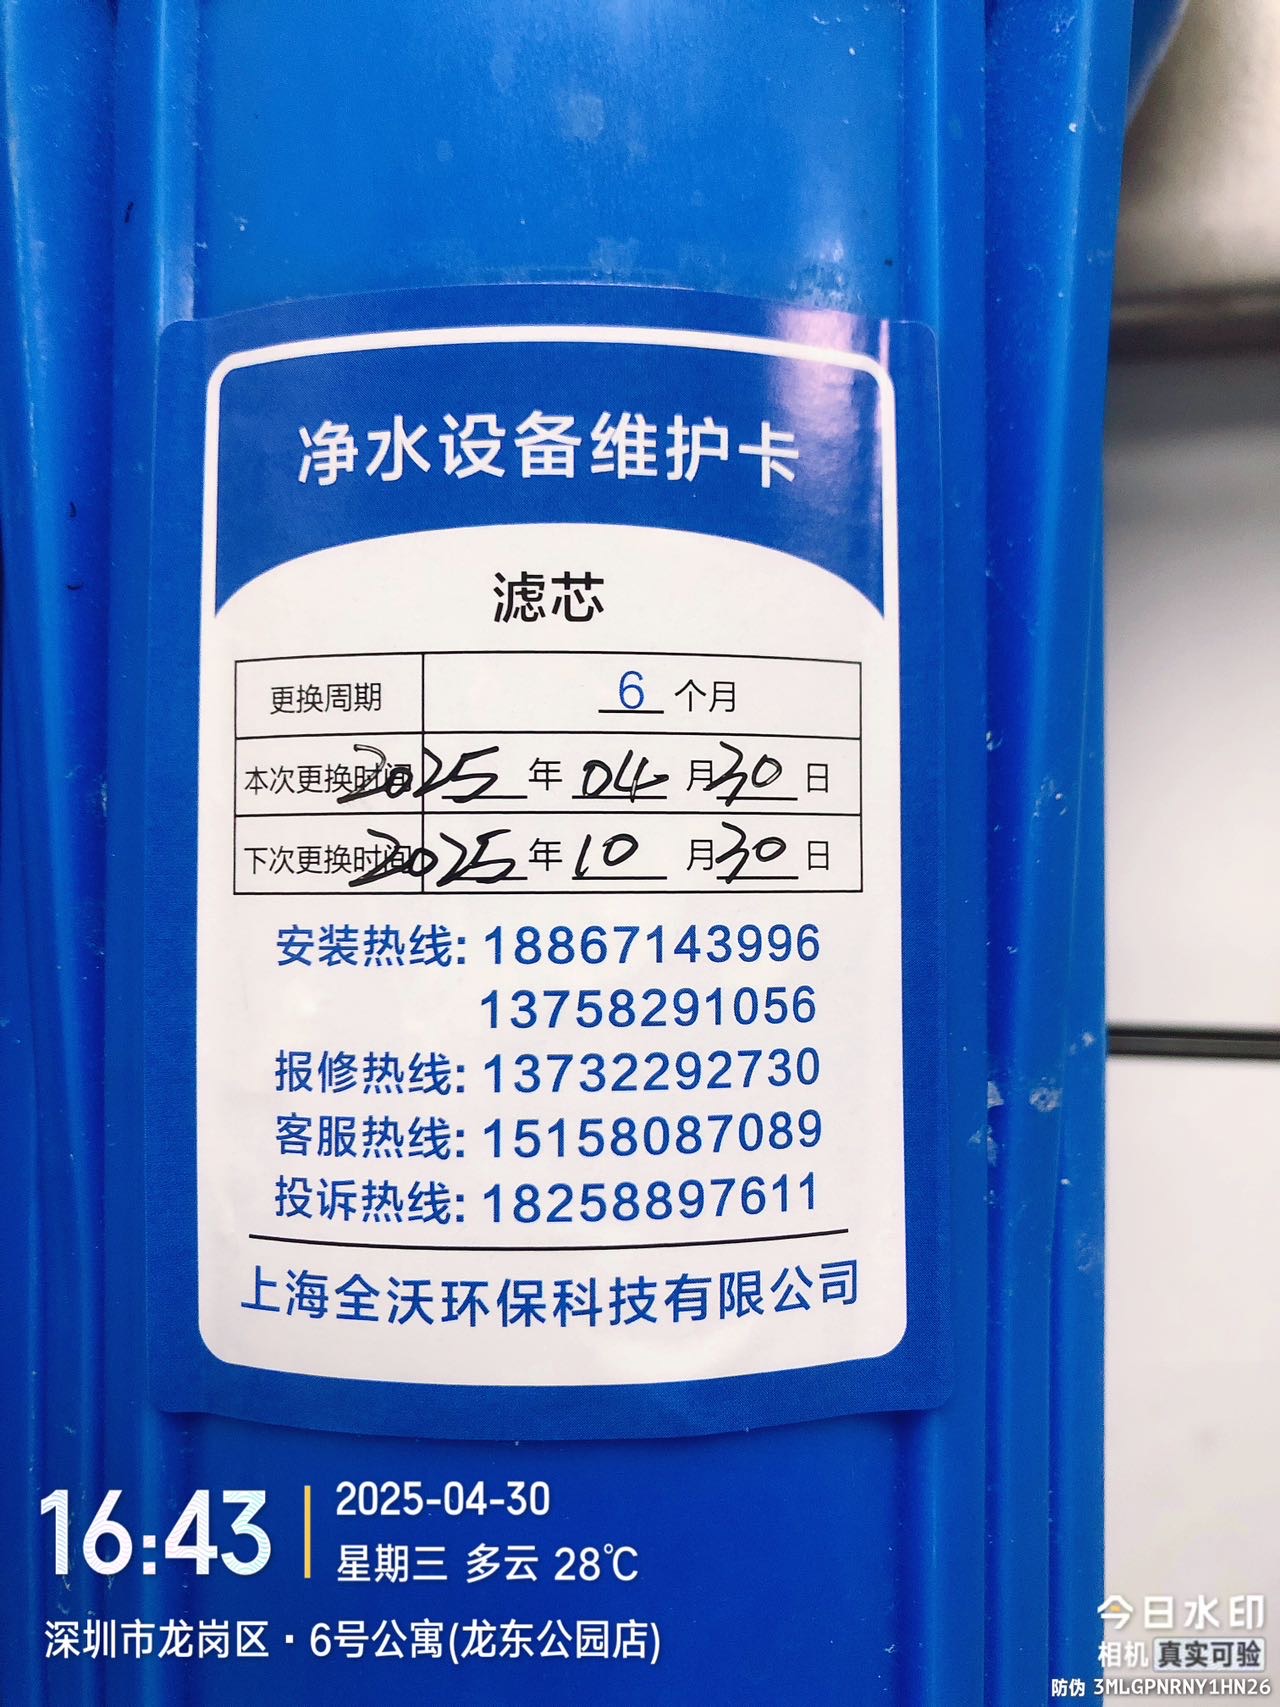 净水设备维护卡
滤芯
更换周期 6 个月
本次更换时间 2025 年 04 月 30 日
下次更换时间 2025 年 10 月 30 日
安装热线: 18867143996
13758291056
报修热线: 13732292730
客服热线: 15158087089
投诉热线: 18258897611
上海全沃环保科技有限公司
16:43
2025-04-30
星期三 多云 28℃
深圳市龙岗区·6号公寓(龙东公园店)
今日水印
相机 真实可验
防伪 3MLGPNRNY1HN26